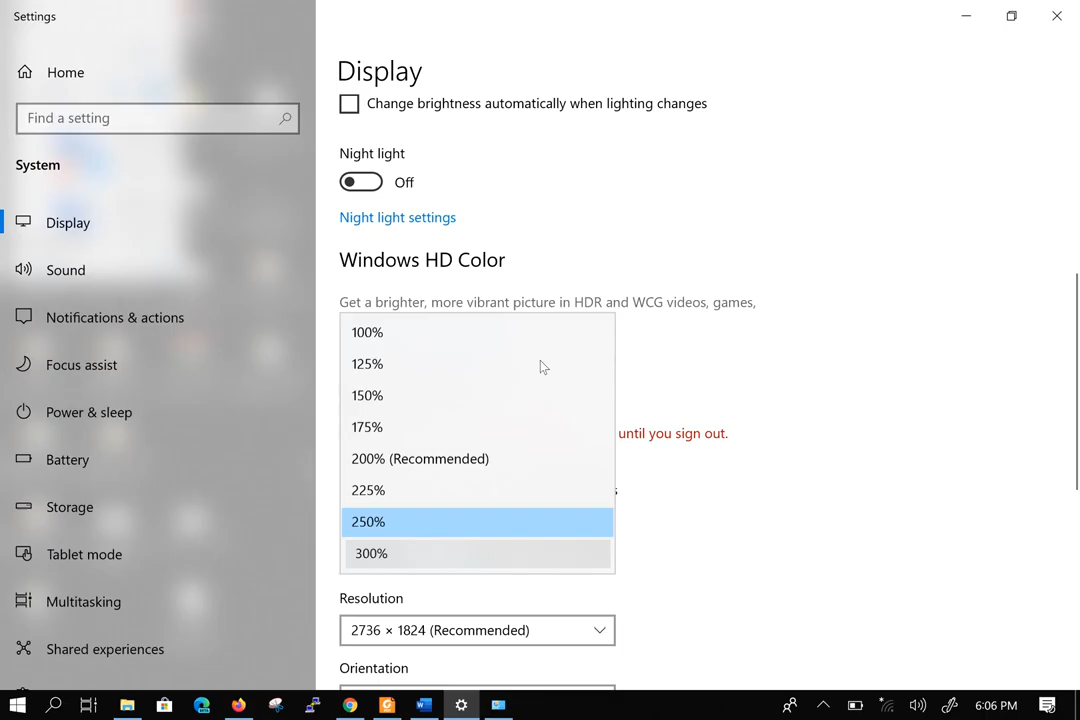 Settings
Home
Find a setting
System
Display
Sound
Notifications & actions
Focus assist
Power & sleep
Battery
Storage
Tablet mode
Multitasking
Shared experiences
Display
Change brightness automatically when lighting changes
Night light
Off
Night light settings
Windows HD Color
Get a brighter, more vibrant picture in HDR and WCG videos, games,
100%
125%
150%
175%
until you sign out.
200% (Recommended)
225%
250%
300%
Resolution
2736 × 1824 (Recommended)
Orientation
6:06 PM